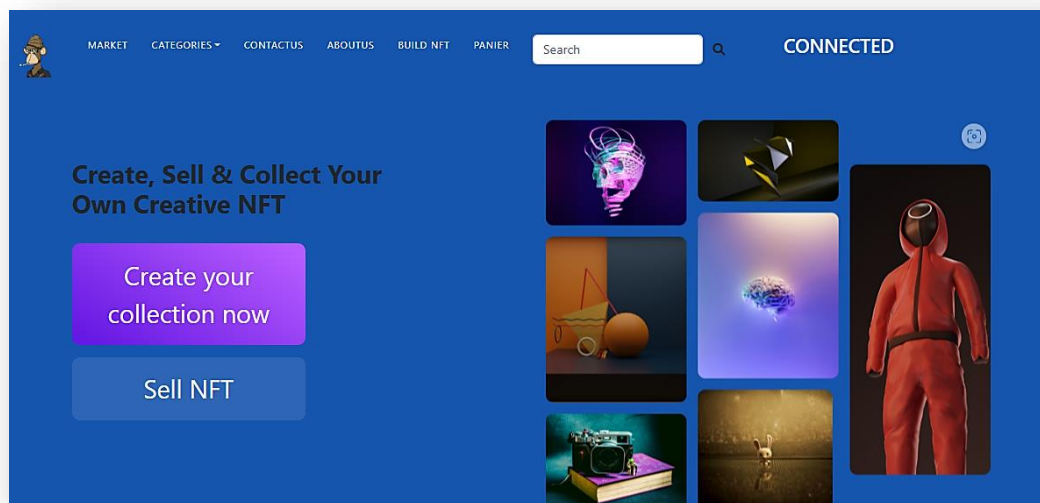 MARKET CATEGORIES CONTACTUS ABOUTUS BUILD NFT PANIER Search CONNECTED
Create, Sell & Collect Your
Own Creative NFT
Create your
collection now
Sell NFT